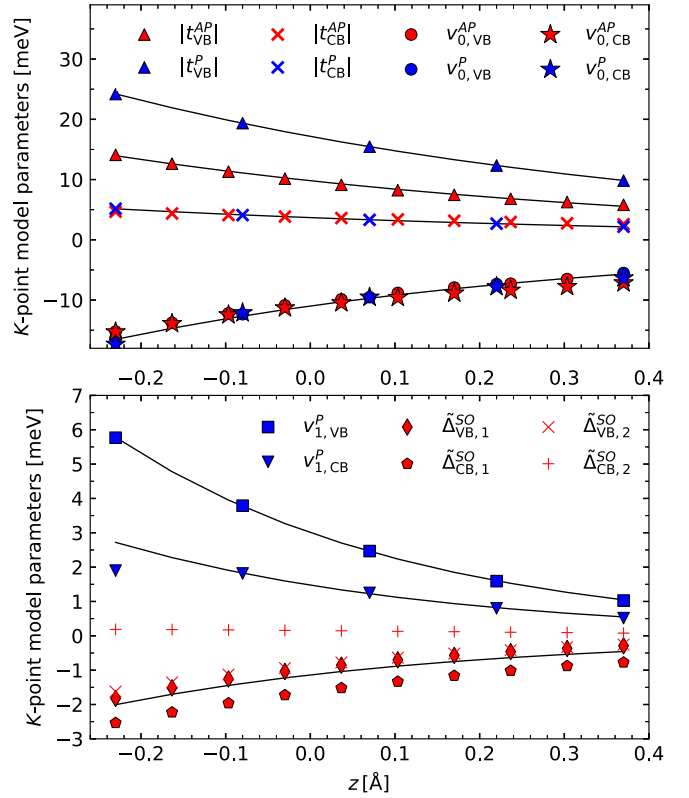 |t^{AP}_{VB}| |t^{AP}_{CB}| v^{AP}_{0,VB} v^{AP}_{0,CB}
|t^{P}_{VB}| |t^{P}_{CB}| v^{P}_{0,VB} v^{P}_{0,CB}
K-point model parameters [meV]
30
20
10
0
−10
−0.2 −0.1 0.0 0.1 0.2 0.3 0.4
v^{P}_{1,VB} Δ̃^{SO}_{VB,1} Δ̃^{SO}_{VB,2}
v^{P}_{1,CB} Δ̃^{SO}_{CB,1} Δ̃^{SO}_{CB,2}
K-point model parameters [meV]
7
6
5
4
3
2
1
0
−1
−2
−3
−0.2 −0.1 0.0 0.1 0.2 0.3 0.4
z [Å]